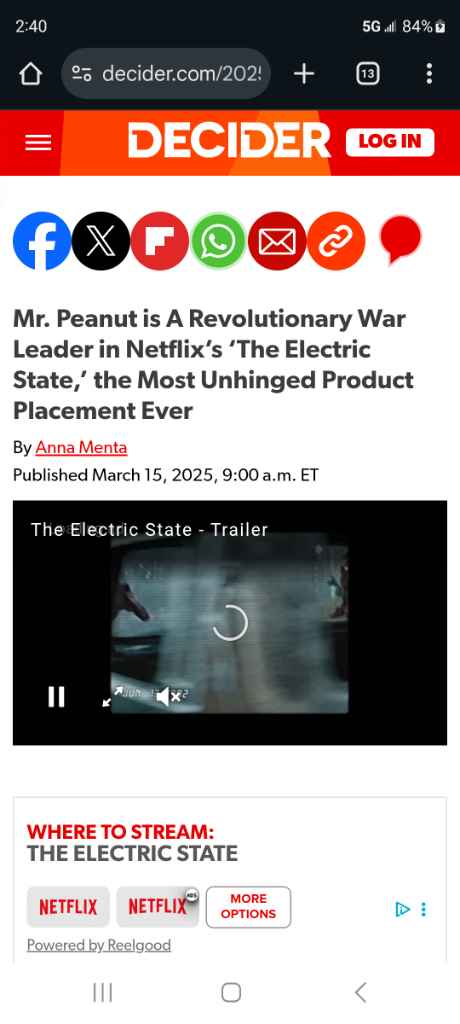 2:40
5G 84%
decider.com/202
13
DECIDER
LOG IN
Mr. Peanut is A Revolutionary War
Leader in Netflix's ‘The Electric
State,’ the Most Unhinged Product
Placement Ever
By Anna Menta
Published March 15, 2025, 9:00 a.m. ET
The Electric State - Trailer
WHERE TO STREAM:
THE ELECTRIC STATE
NETFLIX
NETFLIX
ADS
MORE
OPTIONS
Powered by Reelgood